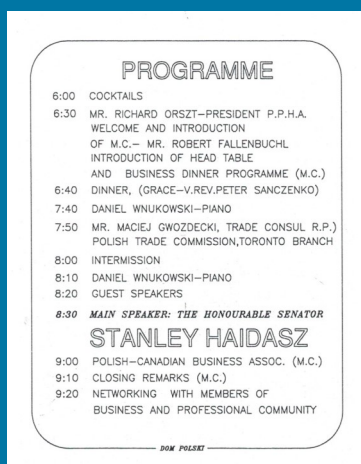 PROGRAMME
6:00 COCKTAILS
6:30 MR. RICHARD ORSZT-PRESIDENT P.P.H.A.
WELCOME AND INTRODUCTION
OF M.C.- MR. ROBERT FALLENBUCHL
INTRODUCTION OF HEAD TABLE
AND BUSINESS DINNER PROGRAMME (M.C.)
6:40 DINNER, (GRACE-V.REV.PETER SANCZENKO)
7:40 DANIEL WNUKOWSKI-PIANO
7:50 MR. MACIEJ GWOZDECKI, TRADE CONSUL R.P.)
POLISH TRADE COMMISSION,TORONTO BRANCH
8:00 INTERMISSION
8:10 DANIEL WNUKOWSKI-PIANO
8:20 GUEST SPEAKERS
8:30 MAIN SPEAKER: THE HONOURABLE SENATOR
STANLEY HAIDASZ
9:00 POLISH-CANADIAN BUSINESS ASSOC. (M.C.)
9:10 CLOSING REMARKS (M.C.)
9:20 NETWORKING WITH MEMBERS OF
BUSINESS AND PROFESSIONAL COMMUNITY
DOM POLSKI